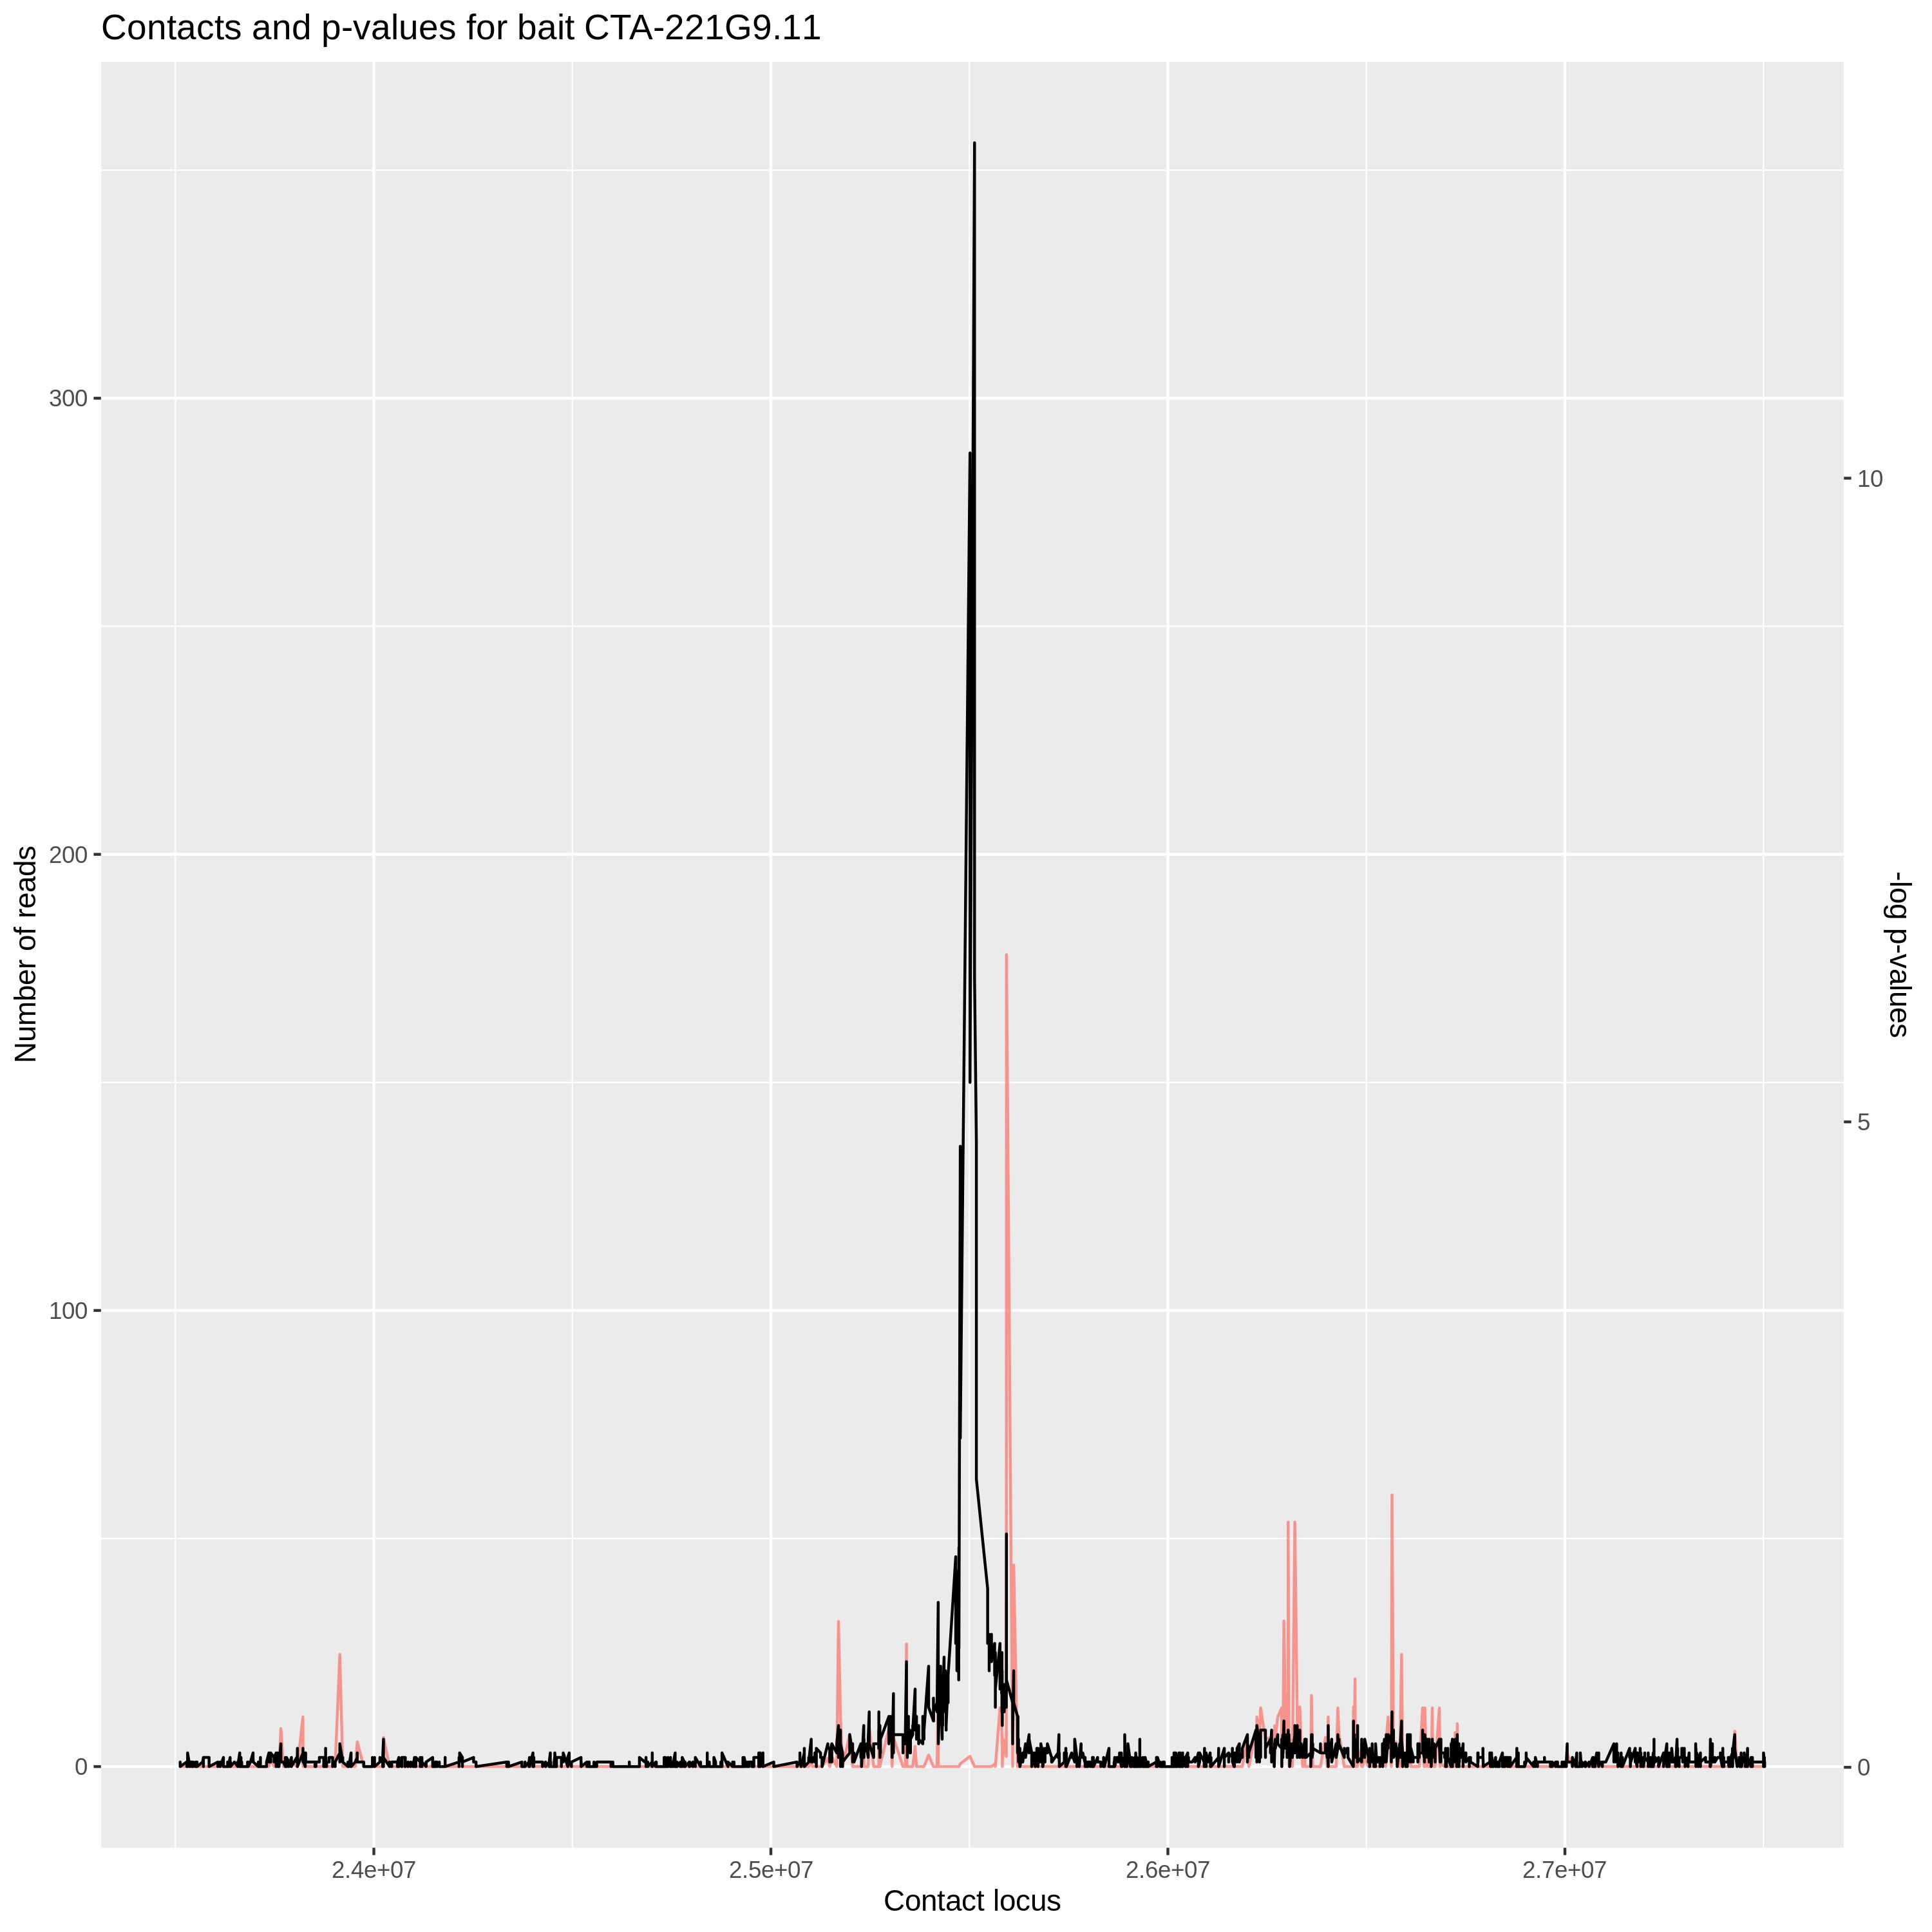 Contacts and p-values for bait CTA-221G9.11
Number of reads
300
200
100
0
10
5
0
-log p-values
2.4e+07
2.5e+07
2.6e+07
2.7e+07
Contact locus